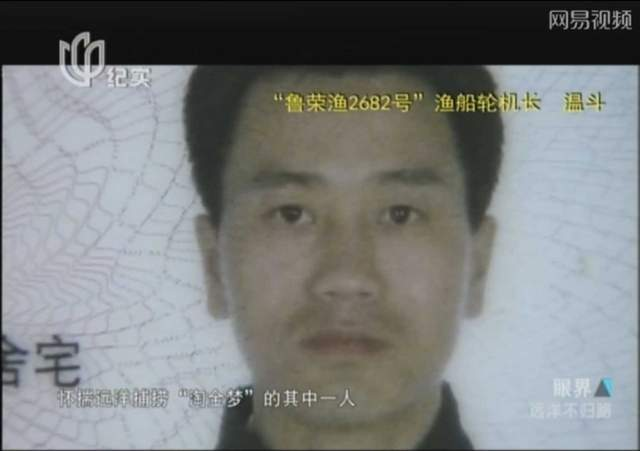 网易视频
纪实
“鲁荣渔2682号”渔船轮机长 温斗
舍宅
怀揣远洋捕捞“淘金梦”的其中一人
眼界
远洋不归路